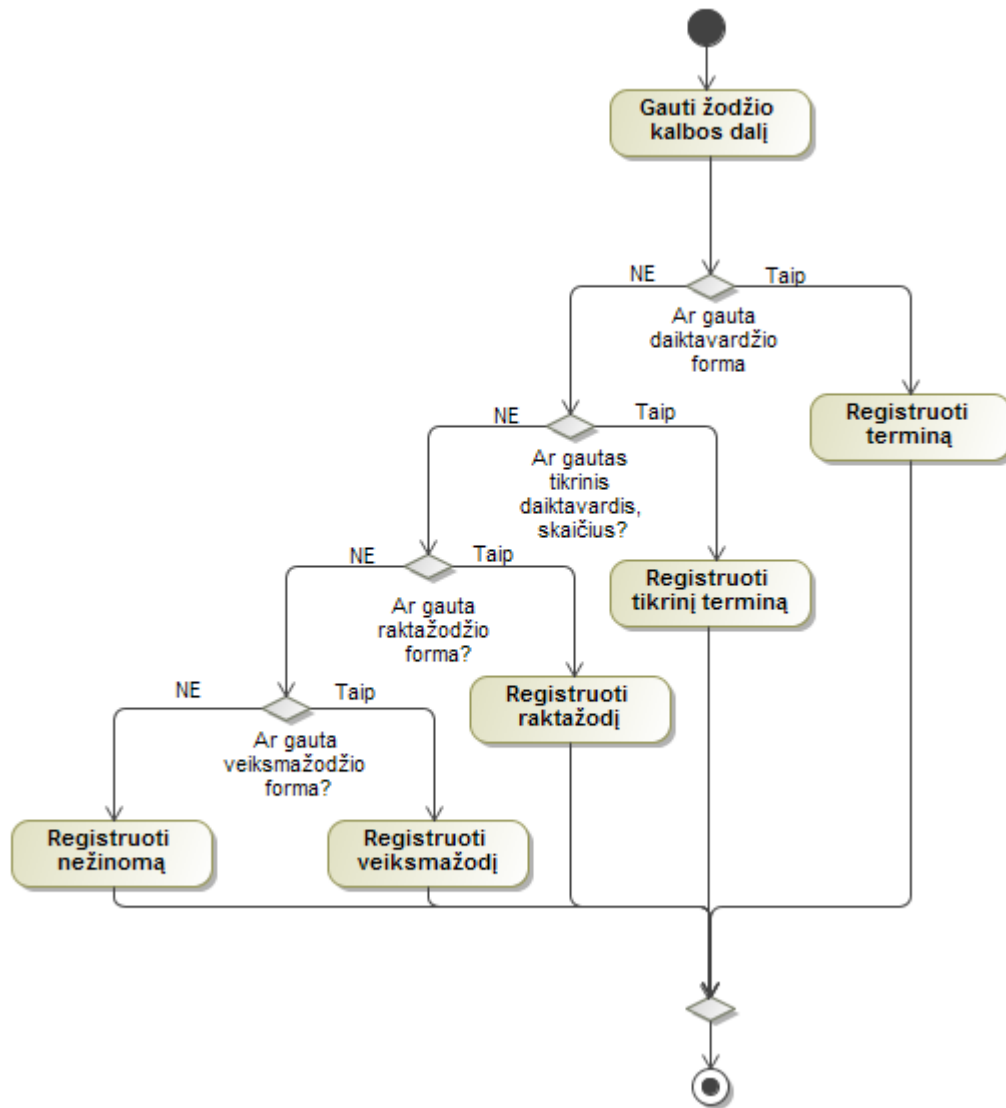 Gauti žodžio
kalbos dalį
NE
Taip
Ar gauta
daiktavardžio
forma
Registruoti
terminą
NE
Taip
Ar gautas
tikrinis
daiktavardis,
skaičius?
Registruoti
tikrinį terminą
NE
Taip
Ar gauta
raktažodžio
forma?
Registruoti
raktažodį
NE
Taip
Ar gauta
veiksmažodžio
forma?
Registruoti
nežinomą
Registruoti
veiksmažodį